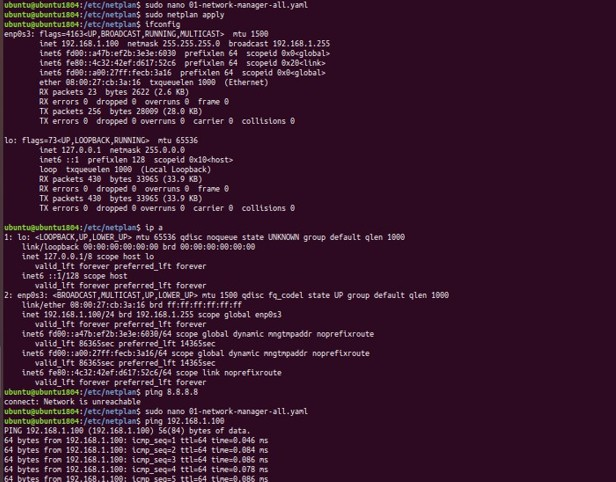 ubuntu@ubuntu1804:/etc/netplan$ sudo nano 01-network-manager-all.yaml
ubuntu@ubuntu1804:/etc/netplan$ sudo netplan apply
ubuntu@ubuntu1804:/etc/netplan$ ifconfig
enp0s3: flags=4163<UP,BROADCAST,RUNNING,MULTICAST>  mtu 1500
        inet 192.168.1.100  netmask 255.255.255.0  broadcast 192.168.1.255
        inet6 fd00::a47b:ef2b:3e3e:6030  prefixlen 64  scopeid 0x0<global>
        inet6 fe80::4c32:42ef:d617:52c6  prefixlen 64  scopeid 0x20<link>
        inet6 fd00::a00:27ff:fecb:3a16  prefixlen 64  scopeid 0x0<global>
        ether 08:00:27:cb:3a:16  txqueuelen 1000  (Ethernet)
        RX packets 23  bytes 2622 (2.6 KB)
        RX errors 0  dropped 0  overruns 0  frame 0
        TX packets 256  bytes 28009 (28.0 KB)
        TX errors 0  dropped 0 overruns 0  carrier 0  collisions 0
lo: flags=73<UP,LOOPBACK,RUNNING>  mtu 65536
        inet 127.0.0.1  netmask 255.0.0.0
        inet6 ::1  prefixlen 128  scopeid 0x10<host>
        loop  txqueuelen 1000  (Local Loopback)
        RX packets 430  bytes 33965 (33.9 KB)
        RX errors 0  dropped 0  overruns 0  frame 0
        TX packets 430  bytes 33965 (33.9 KB)
        TX errors 0  dropped 0 overruns 0  carrier 0  collisions 0
ubuntu@ubuntu1804:/etc/netplan$ ip a
1: lo: <LOOPBACK,UP,LOWER_UP> mtu 65536 qdisc noqueue state UNKNOWN group default qlen 1000
    link/loopback 00:00:00:00:00:00 brd 00:00:00:00:00:00
    inet 127.0.0.1/8 scope host lo
       valid_lft forever preferred_lft forever
    inet6 ::1/128 scope host
       valid_lft forever preferred_lft forever
2: enp0s3: <BROADCAST,MULTICAST,UP,LOWER_UP> mtu 1500 qdisc fq_codel state UP group default qlen 1000
    link/ether 08:00:27:cb:3a:16 brd ff:ff:ff:ff:ff:ff
    inet 192.168.1.100/24 brd 192.168.1.255 scope global enp0s3
       valid_lft forever preferred_lft forever
    inet6 fd00::a47b:ef2b:3e3e:6030/64 scope global dynamic mngtmpaddr noprefixroute
       valid_lft 86365sec preferred_lft 14365sec
    inet6 fd00::a00:27ff:fecb:3a16/64 scope global dynamic mngtmpaddr noprefixroute
       valid_lft 86365sec preferred_lft 14365sec
    inet6 fe80::4c32:42ef:d617:52c6/64 scope link noprefixroute
       valid_lft forever preferred_lft forever
ubuntu@ubuntu1804:/etc/netplan$ ping 8.8.8.8
connect: Network is unreachable
ubuntu@ubuntu1804:/etc/netplan$ sudo nano 01-network-manager-all.yaml
ubuntu@ubuntu1804:/etc/netplan$ ping 192.168.1.100
PING 192.168.1.100 (192.168.1.100) 56(84) bytes of data.
64 bytes from 192.168.1.100: icmp_seq=1 ttl=64 time=0.046 ms
64 bytes from 192.168.1.100: icmp_seq=2 ttl=64 time=0.084 ms
64 bytes from 192.168.1.100: icmp_seq=3 ttl=64 time=0.086 ms
64 bytes from 192.168.1.100: icmp_seq=4 ttl=64 time=0.078 ms
64 bytes from 192.168.1.100: icmp_seq=5 ttl=64 time=0.086 ms